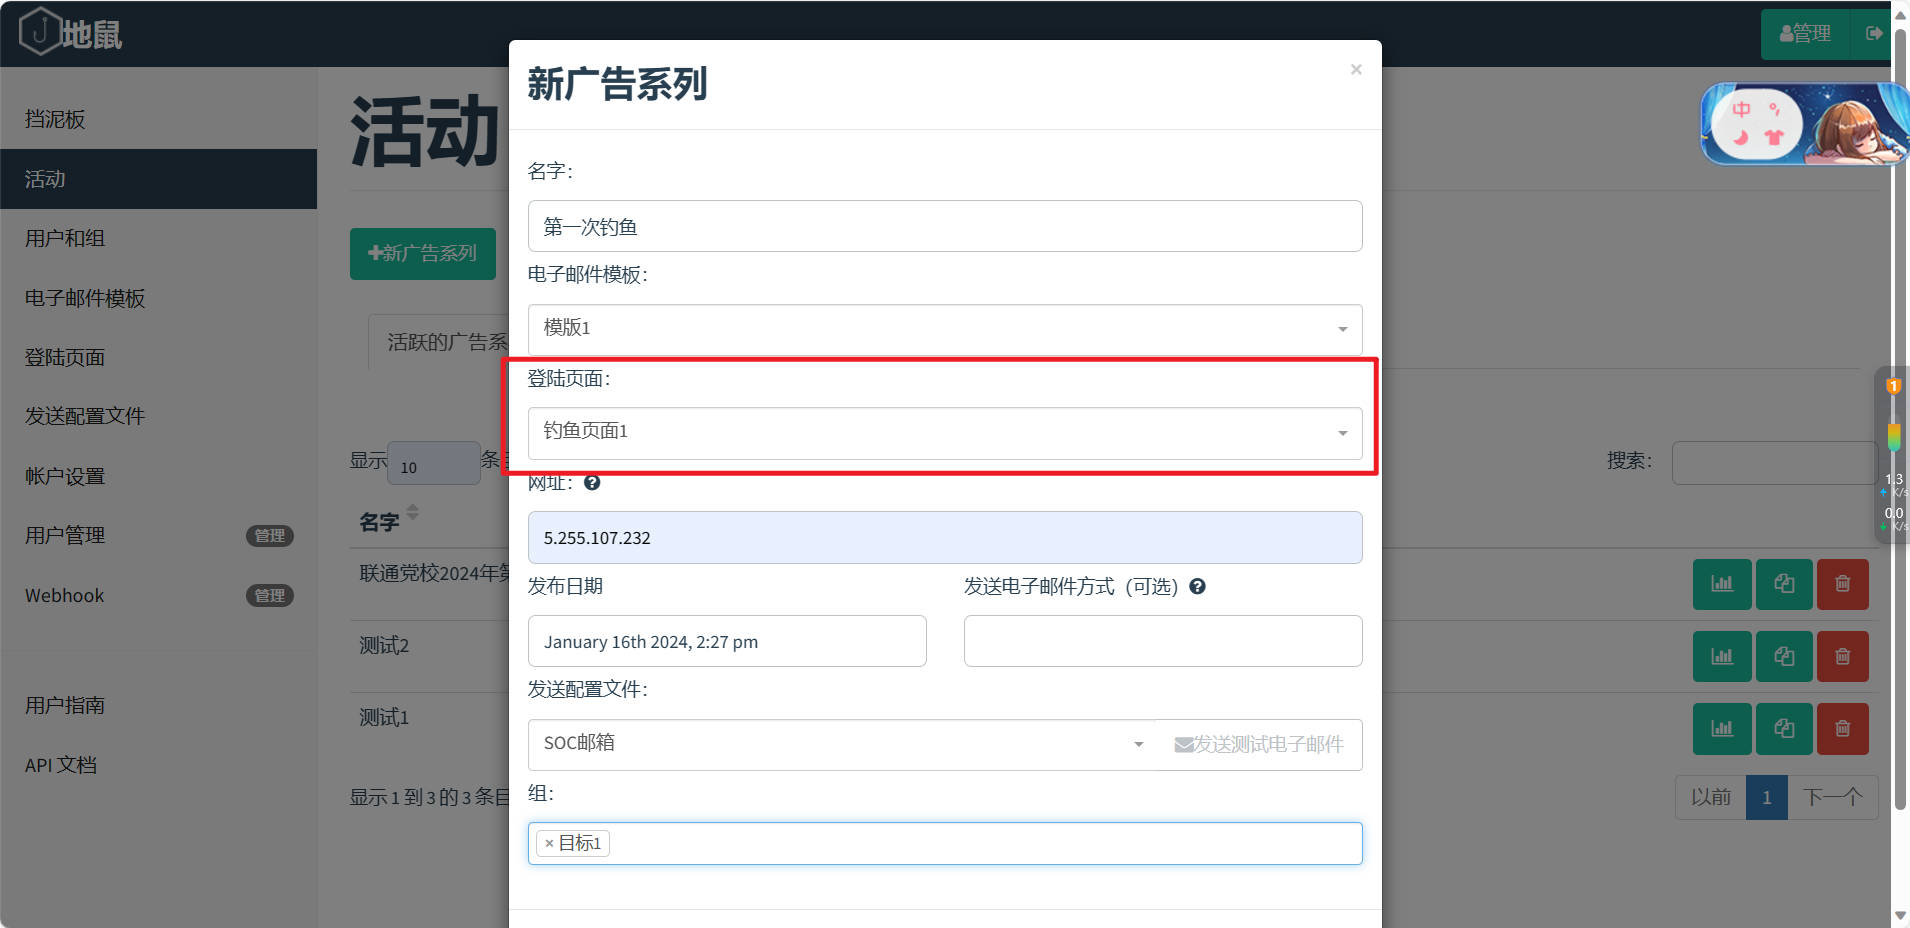 地鼠
管理
挡泥板
活动
用户和组
电子邮件模板
登陆页面
发送配置文件
帐户设置
用户管理 管理
Webhook 管理
用户指南
API 文档
活动
新广告系列
活跃的广告系
显示 10 条
搜索：
名字
联通党校2024年第
测试2
测试1
显示 1 到 3 的 3 条目
以前 1 下一个
新广告系列
×
名字：
第一次钓鱼
电子邮件模板：
模版1
登陆页面：
钓鱼页面1
网址：
5.255.107.232
发布日期
发送电子邮件方式（可选）
January 16th 2024, 2:27 pm
发送配置文件：
SOC邮箱
发送测试电子邮件
组：
× 目标1
中
1
1.3
K/s
0.0
K/s